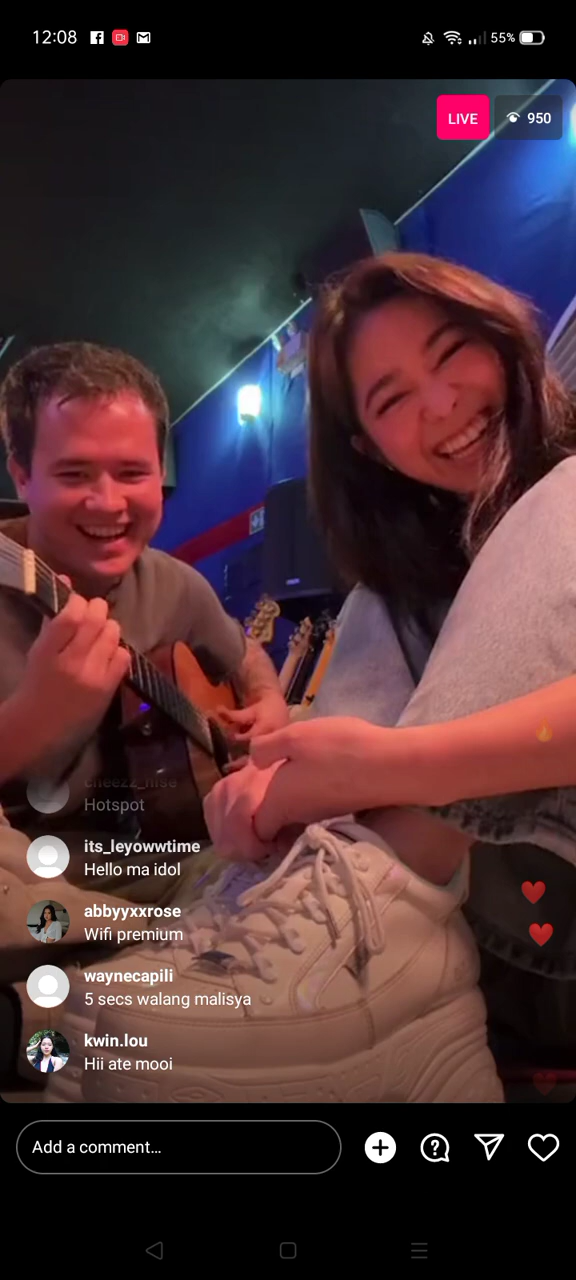 12:08
55%
LIVE
950
cheezz_nise
Hotspot
its_leyowwtime
Hello ma idol
abbyyxxrose
Wifi premium
waynecapili
5 secs walang malisya
kwin.lou
Hii ate mooi
Add a comment...